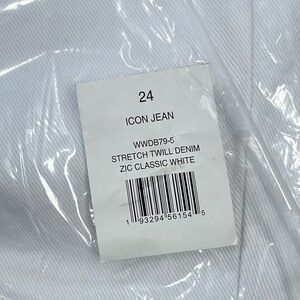 24
ICON JEAN
WWDB79-5
STRETCH TWILL DENIM
ZIC CLASSIC WHITE
1 93294 56154 5